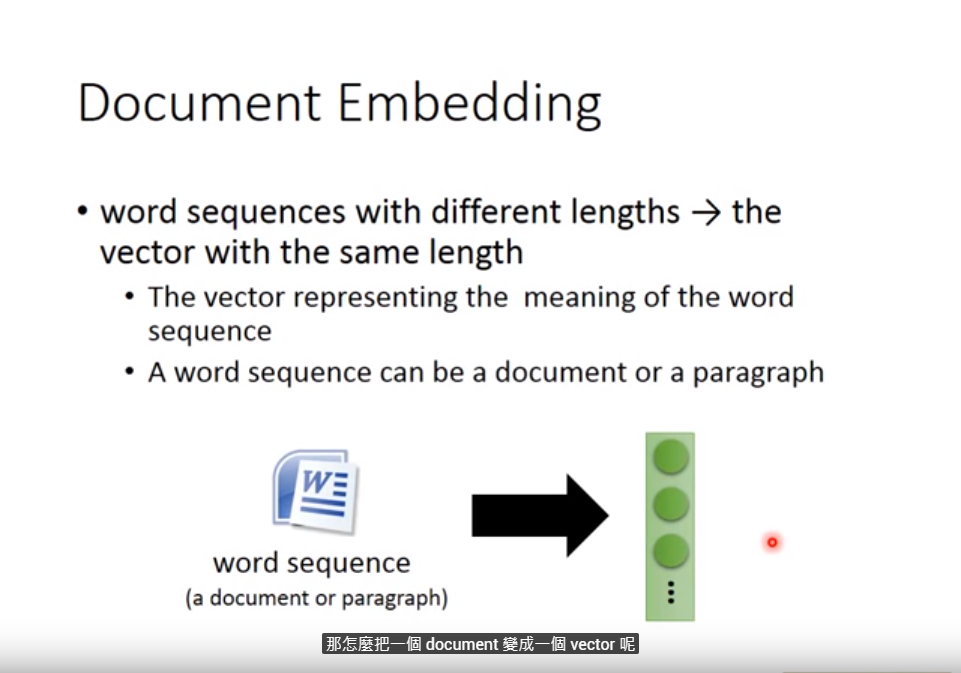 Document Embedding
• word sequences with different lengths → the
vector with the same length
• The vector representing the meaning of the word
sequence
• A word sequence can be a document or a paragraph
W
word sequence
(a document or paragraph)
那怎麼把一個 document 變成一個 vector 呢